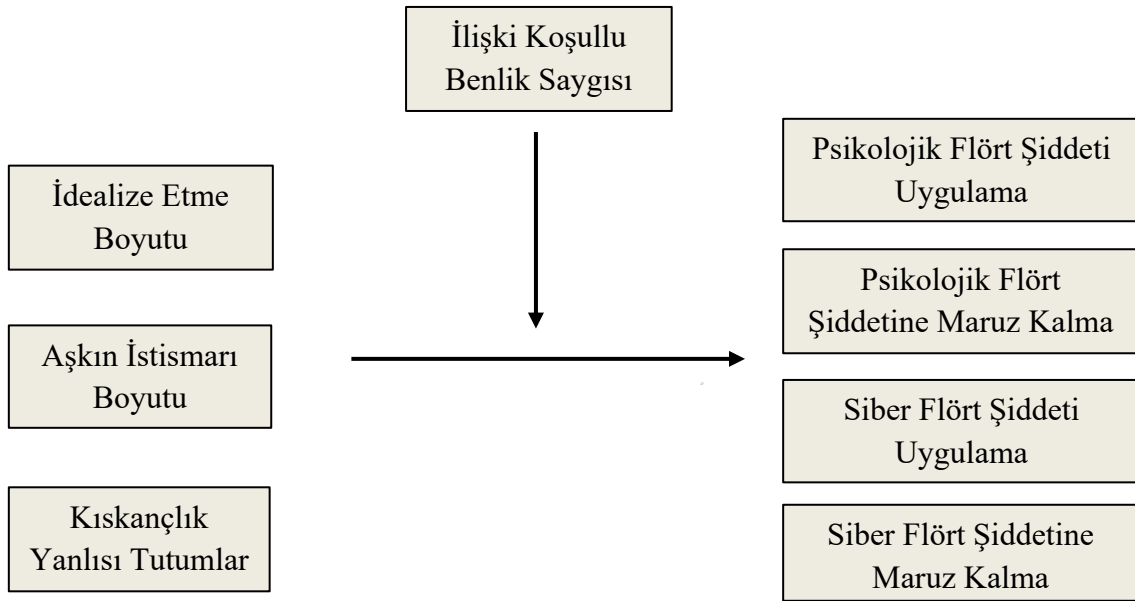 İlişki Koşullu
Benlik Saygısı
İdealize Etme
Boyutu
Aşkın İstismarı
Boyutu
Kıskançlık
Yanlısı Tutumlar
Psikolojik Flört Şiddeti
Uygulama
Psikolojik Flört
Şiddetine Maruz Kalma
Siber Flört Şiddeti
Uygulama
Siber Flört Şiddetine
Maruz Kalma